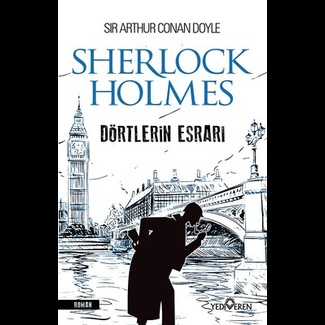 SIR ARTHUR CONAN DOYLE
SHERLOCK
HOLMES
DÖRTLERİN ESRARI
ROMAN
YEDİVEREN